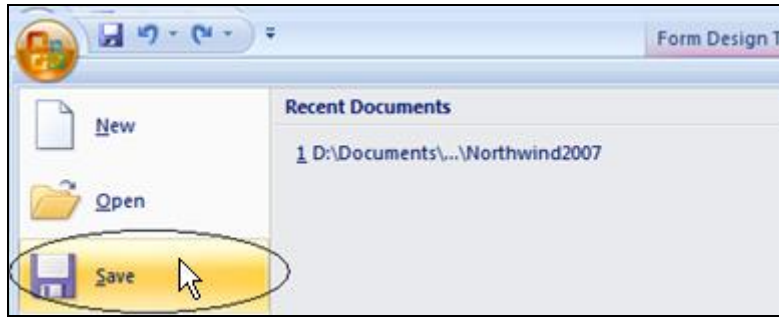 Form Design T
Recent Documents
New
1 D:\Documents\...\Northwind2007
Open
Save